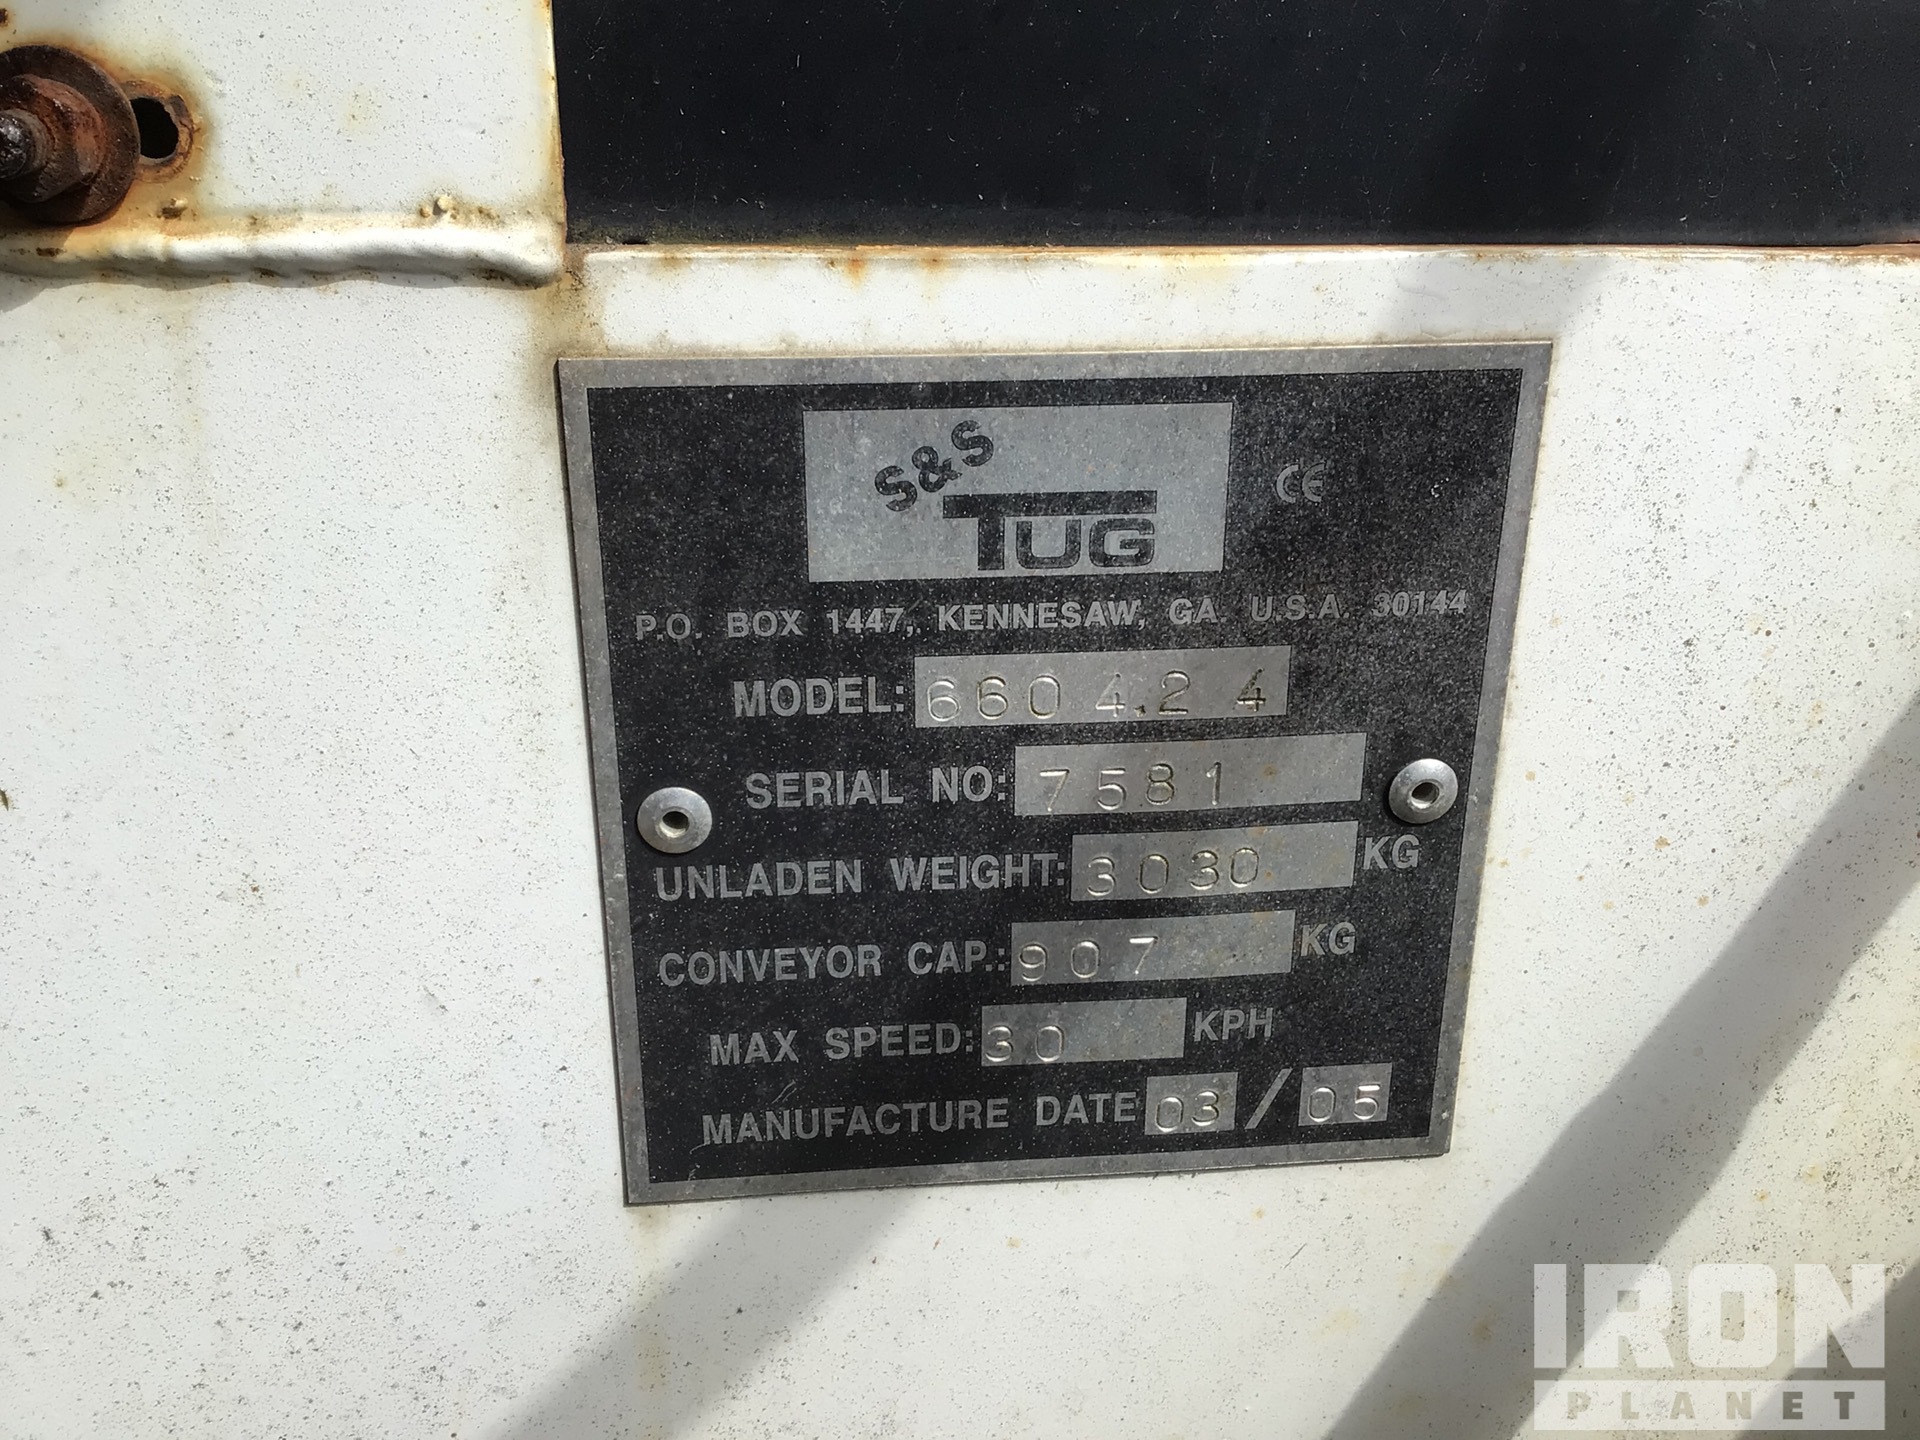 S&S
TUG
CE
P.O. BOX 1447, KENNESAW, GA. U.S.A. 30144
MODEL: 660 4.2 4
SERIAL NO: 7581
UNLADEN WEIGHT: 3030 KG
CONVEYOR CAP.: 907 KG
MAX SPEED: 30 KPH
MANUFACTURE DATE 03 / 05
IRON
PLANET